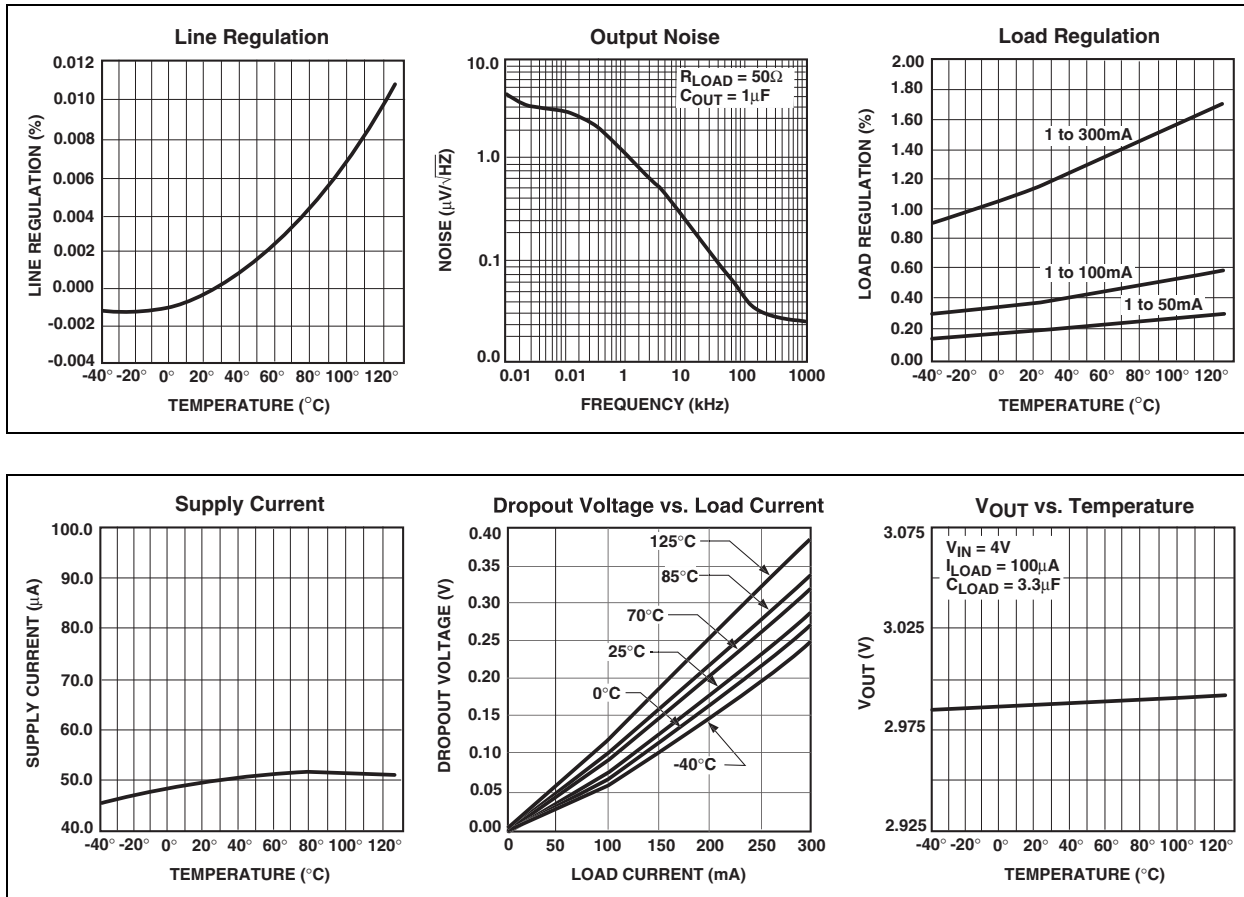 Line Regulation
0.012
0.010
0.008
0.006
0.004
0.002
0.000
-0.002
-0.004
LINE REGULATION (%)
-40° -20° 0° 20° 40° 60° 80° 100° 120°
TEMPERATURE (°C)
Output Noise
10.0
1.0
0.1
0.0
NOISE (μV/√HZ)
RLOAD = 50Ω
COUT = 1μF
0.01 0.01 1 10 100 1000
FREQUENCY (kHz)
Load Regulation
2.00
1.80
1.60
1.40
1.20
1.00
0.80
0.60
0.40
0.20
0.00
LOAD REGULATION (%)
1 to 300mA
1 to 100mA
1 to 50mA
-40° -20° 0° 20° 40° 60° 80° 100° 120°
TEMPERATURE (°C)
Supply Current
100.0
90.0
80.0
70.0
60.0
50.0
40.0
SUPPLY CURRENT (μA)
-40° -20° 0° 20° 40° 60° 80° 100° 120°
TEMPERATURE (°C)
Dropout Voltage vs. Load Current
0.40
0.35
0.30
0.25
0.20
0.15
0.10
0.05
0.00
DROPOUT VOLTAGE (V)
125°C
85°C
70°C
25°C
0°C
-40°C
0 50 100 150 200 250 300
LOAD CURRENT (mA)
VOUT vs. Temperature
3.075
3.025
2.975
2.925
VOUT (V)
VIN = 4V
ILOAD = 100μA
CLOAD = 3.3μF
-40° -20° 0° 20° 40° 60° 80° 100° 120°
TEMPERATURE (°C)